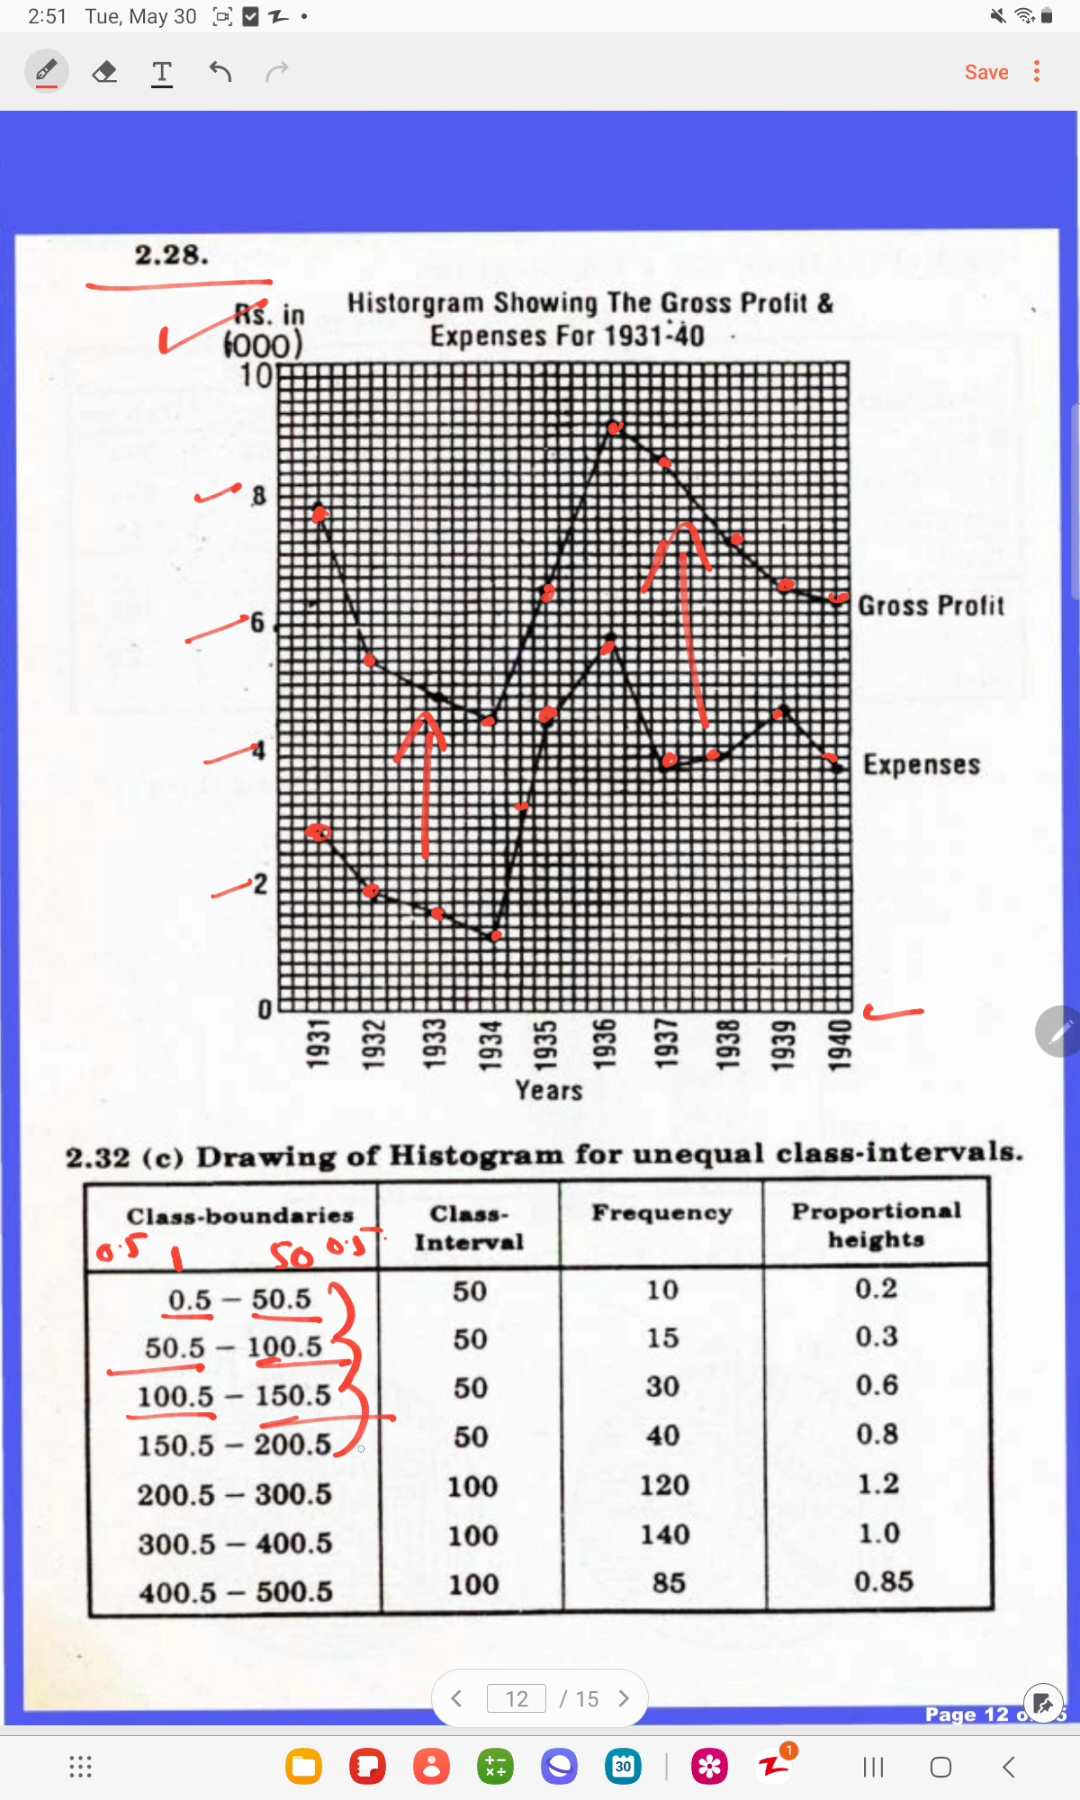 2:51 Tue, May 30
T
Save
2.28.
Rs. in
(000)
Historgram Showing The Gross Profit &
Expenses For 1931-40
10
8
6
4
2
0
Gross Profit
Expenses
1931 1932 1933 1934 1935 1936 1937 1938 1939 1940
Years
2.32 (c) Drawing of Histogram for unequal class-intervals.
Class-boundaries Class-Interval Frequency Proportional heights
0.5 1 50 0.5
0.5 – 50.5 50 10 0.2
50.5 – 100.5 50 15 0.3
100.5 – 150.5 50 30 0.6
150.5 – 200.5 50 40 0.8
200.5 – 300.5 100 120 1.2
300.5 – 400.5 100 140 1.0
400.5 – 500.5 100 85 0.85
12 / 15
Page 12 o
30
1